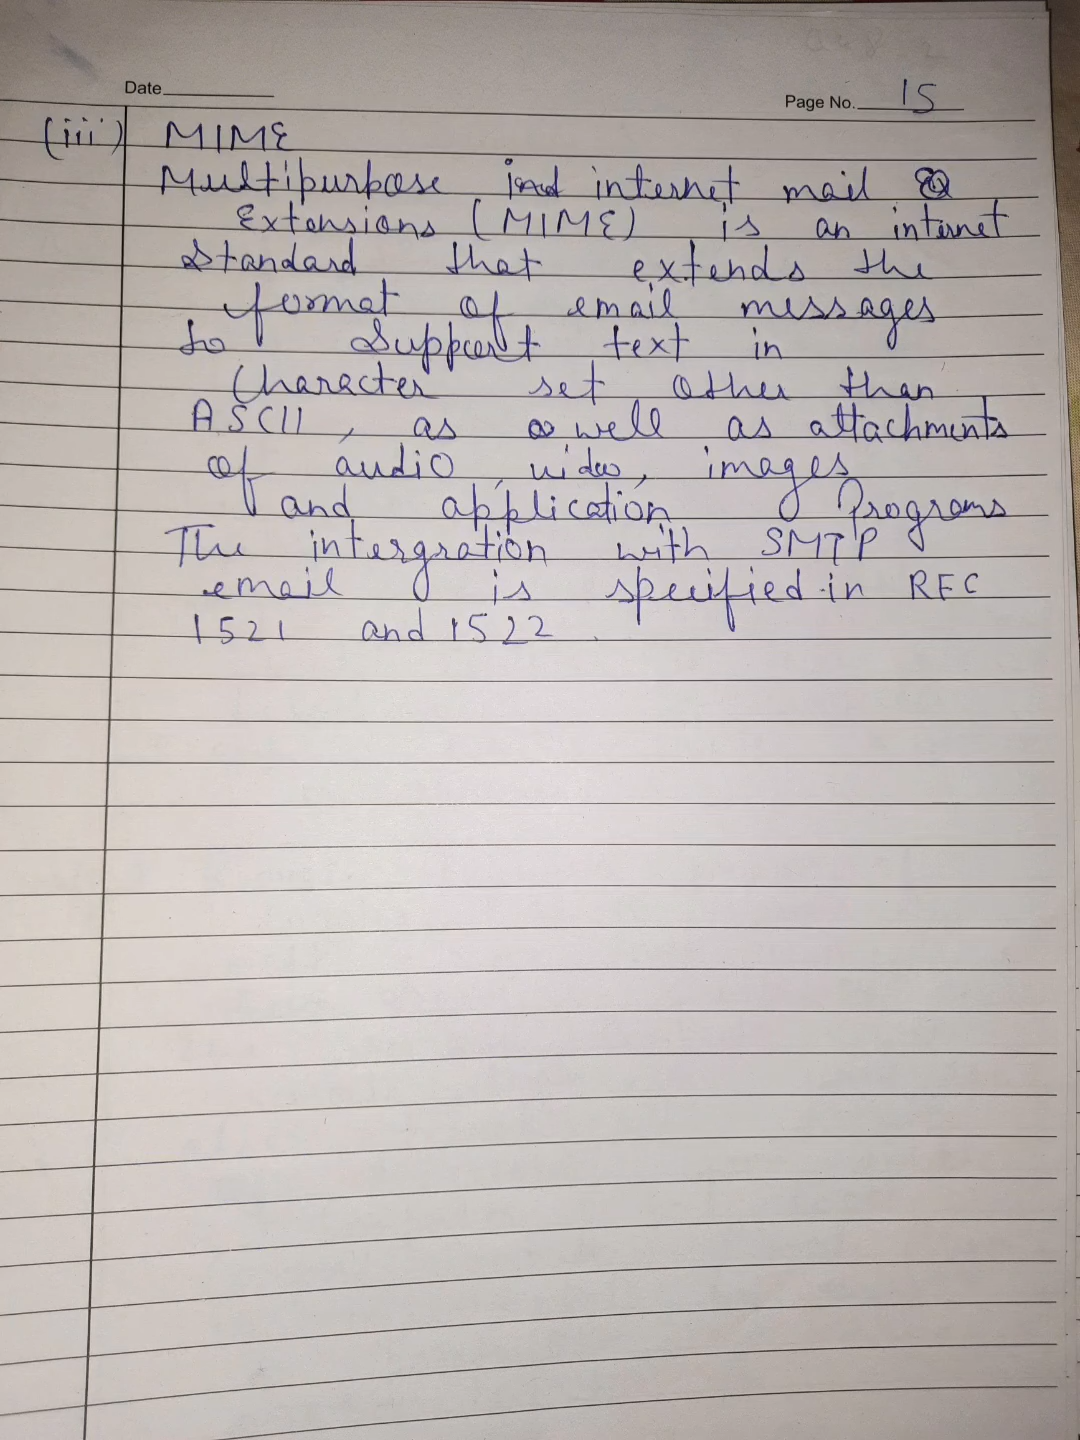 Date
Page No. 15
(iii) MIME
Multipurpose internet mail
Extensions (MIME) is an internet
Standard that extends the
format of email messages
to Support text in
Character set other than
ASCII, as well as attachments
of audio, video, images
and application Programs
The intergration with SMTP
email is specified in RFC
1521 and 1522.